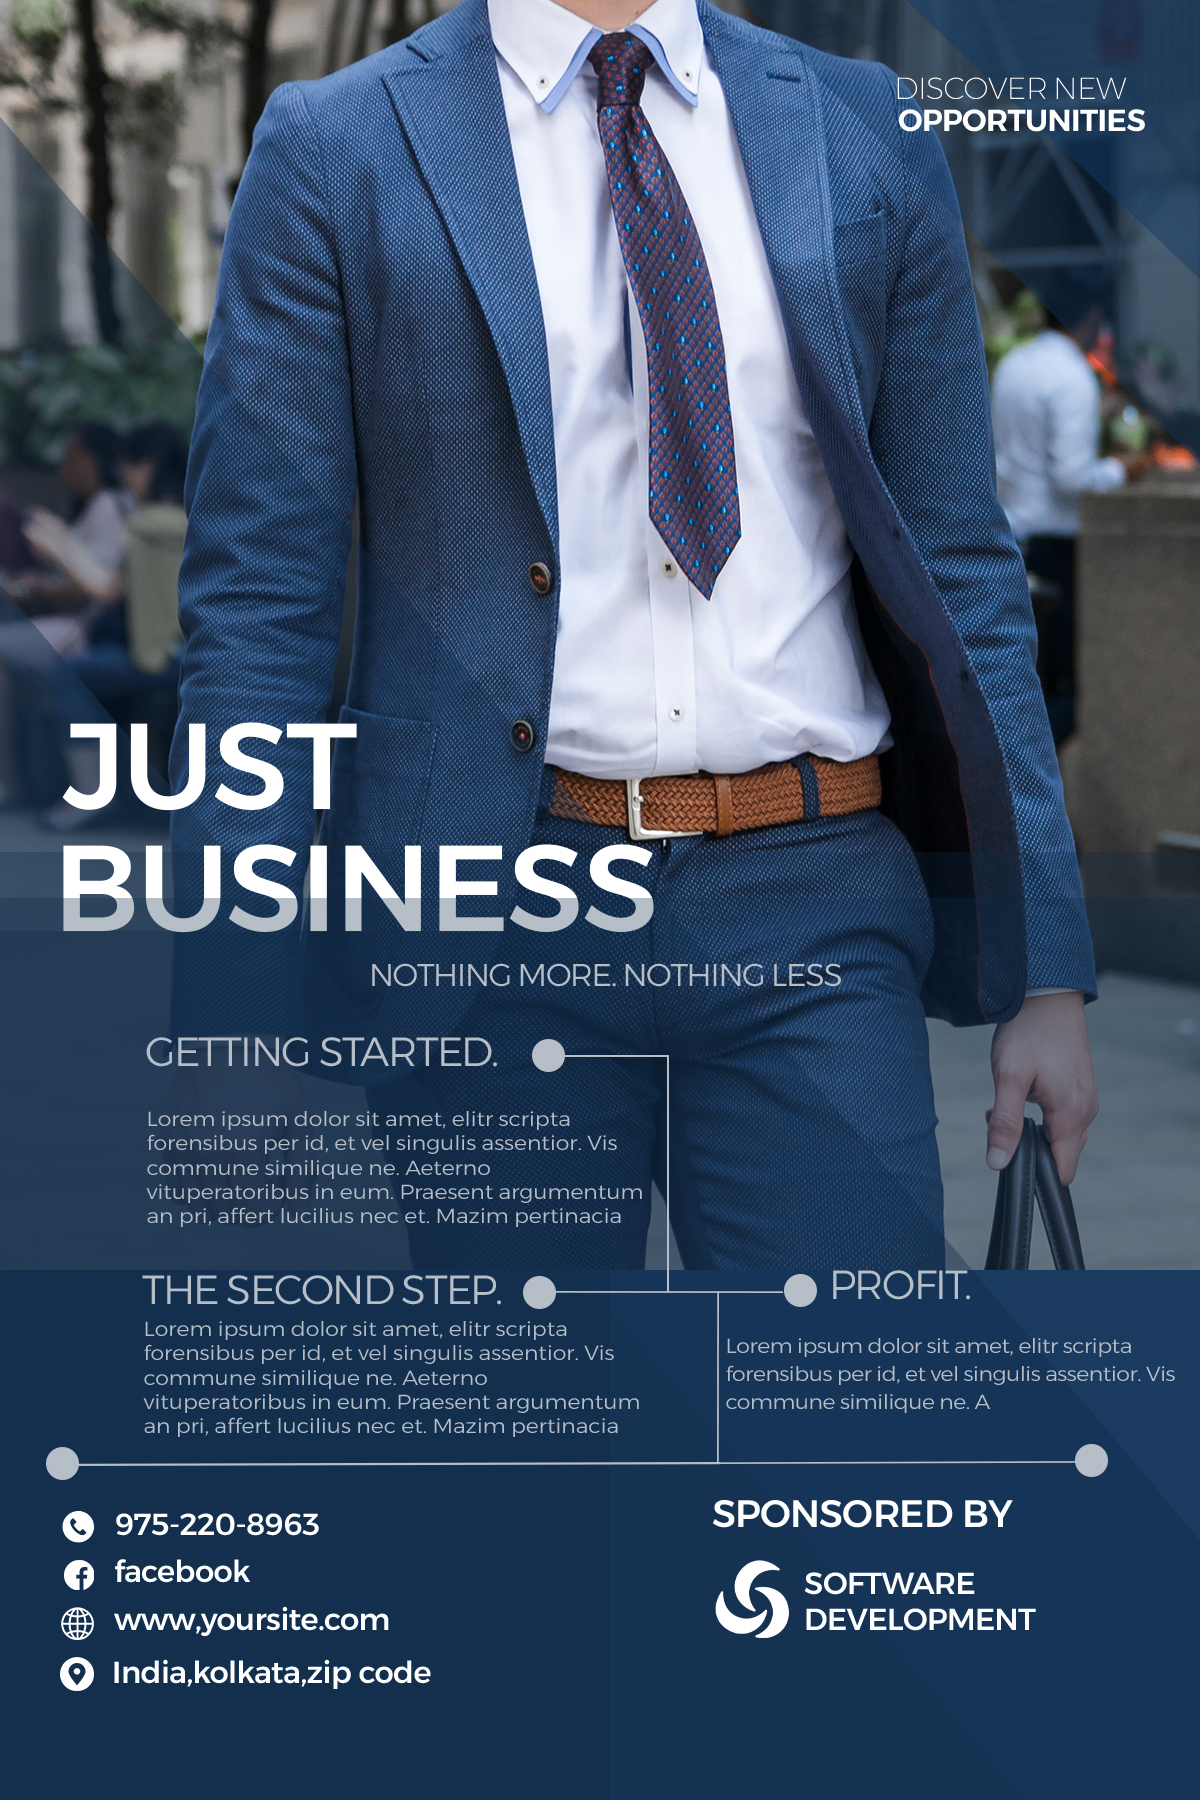 DISCOVER NEW
OPPORTUNITIES
JUST
BUSINESS
NOTHING MORE. NOTHING LESS
GETTING STARTED.
Lorem ipsum dolor sit amet, elitr scripta
forensibus per id, et vel singulis assentior. Vis
commune similique ne. Aeterno
vituperatoribus in eum. Praesent argumentum
an pri, affert lucilius nec et. Mazim pertinacia
THE SECOND STEP.
Lorem ipsum dolor sit amet, elitr scripta
forensibus per id, et vel singulis assentior. Vis
commune similique ne. Aeterno
vituperatoribus in eum. Praesent argumentum
an pri, affert lucilius nec et. Mazim pertinacia
PROFIT.
Lorem ipsum dolor sit amet, elitr scripta
forensibus per id, et vel singulis assentior. Vis
commune similique ne. A
975-220-8963
facebook
www,yoursite.com
India,kolkata,zip code
SPONSORED BY
SOFTWARE
DEVELOPMENT